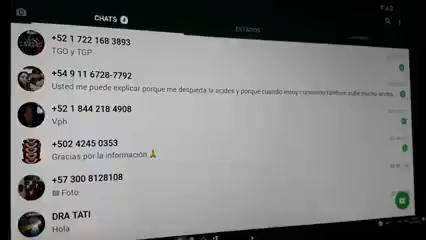 CHATS
ESTADOS
+52 1 722 168 3893
TGO y TGP
+54 9 11 6728-7792
Usted me puede explicar porque me despierta la acides y porque cuando estoy
+52 1 844 218 4908
Vph
+502 4245 0353
Gracias por la información 🙏
+57 300 8128108
Foto
DRA TATI
Hola